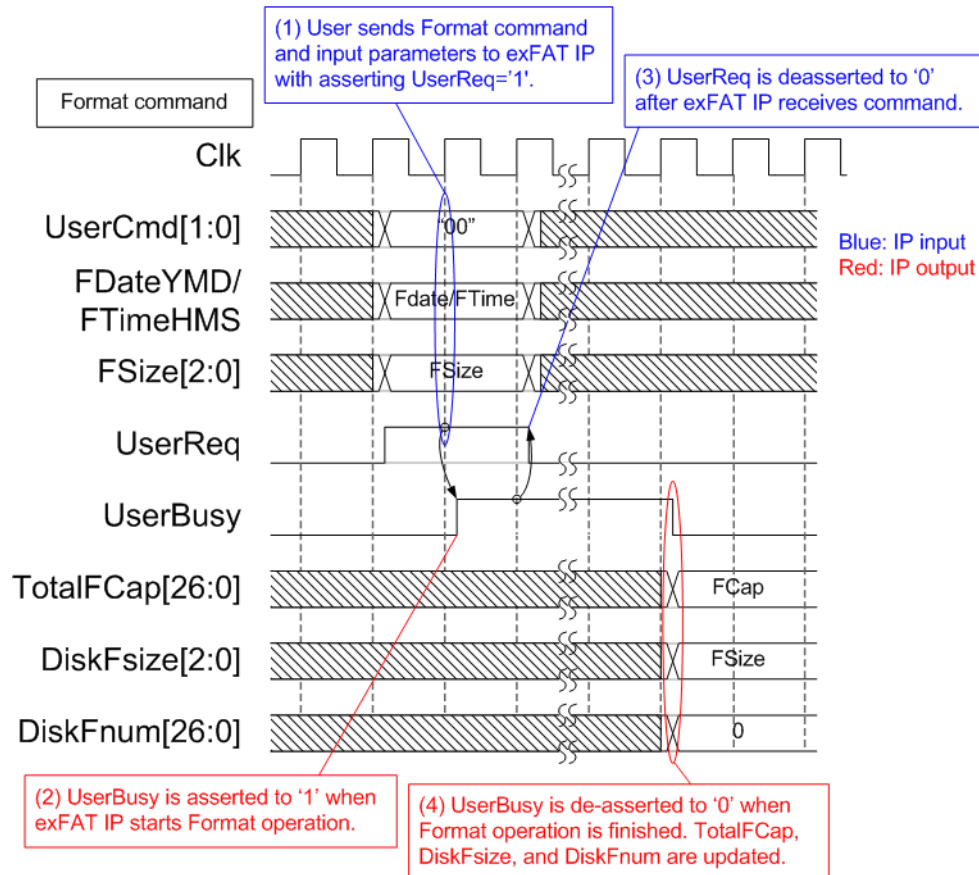 (1) User sends Format command
and input parameters to exFAT IP
with asserting UserReq='1'.
(3) UserReq is deasserted to ‘0’
after exFAT IP receives command.
Format command
Clk
UserCmd[1:0]
“00”
Blue: IP input
Red: IP output
FDateYMD/
FTimeHMS
Fdate/FTime
FSize[2:0]
FSize
UserReq
UserBusy
TotalFCap[26:0]
FCap
DiskFsize[2:0]
FSize
DiskFnum[26:0]
0
(2) UserBusy is asserted to ‘1’ when
exFAT IP starts Format operation.
(4) UserBusy is de-asserted to ‘0’ when
Format operation is finished. TotalFCap,
DiskFsize, and DiskFnum are updated.